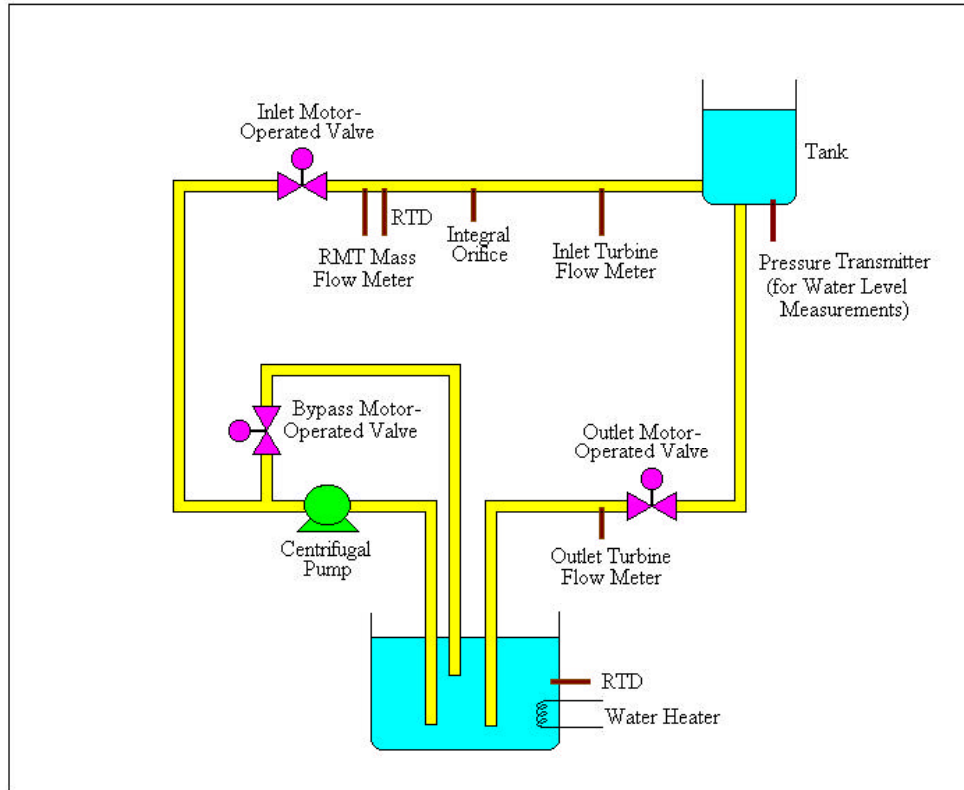 Inlet Motor-
Operated Valve
Tank
RTD
RMT Mass
Flow Meter
Integral
Orifice
Inlet Turbine
Flow Meter
Pressure Transmitter
(for Water Level
Measurements)
Bypass Motor-
Operated Valve
Outlet Motor-
Operated Valve
Centrifugal
Pump
Outlet Turbine
Flow Meter
RTD
Water Heater